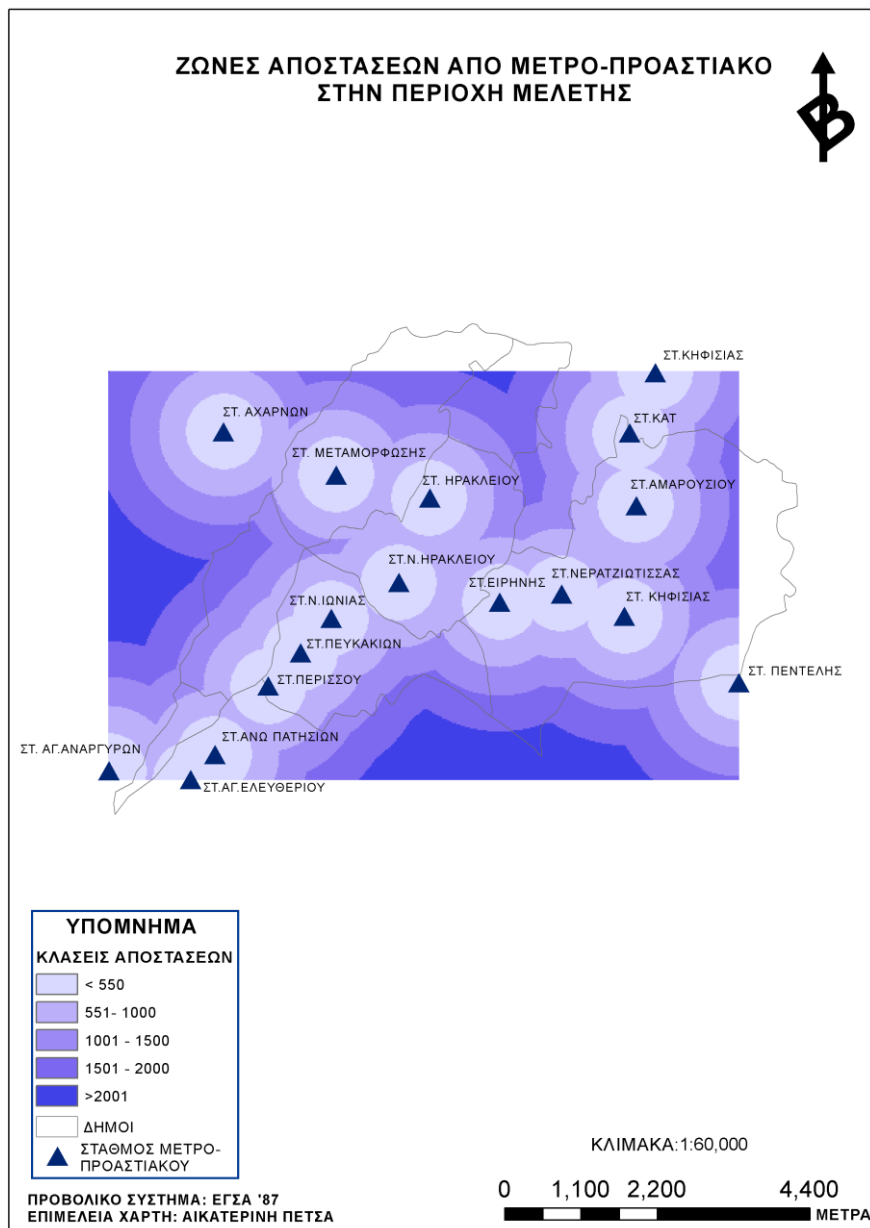 ΖΩΝΕΣ ΑΠΟΣΤΑΣΕΩΝ ΑΠΟ ΜΕΤΡΟ-ΠΡΟΑΣΤΙΑΚΟ
ΣΤΗΝ ΠΕΡΙΟΧΗ ΜΕΛΕΤΗΣ
Β
ΣΤ.ΚΗΦΙΣΙΑΣ
ΣΤ. ΑΧΑΡΝΩΝ
ΣΤ.ΚΑΤ
ΣΤ. ΜΕΤΑΜΟΡΦΩΣΗΣ
ΣΤ. ΗΡΑΚΛΕΙΟΥ
ΣΤ.ΑΜΑΡΟΥΣΙΟΥ
ΣΤ.Ν.ΗΡΑΚΛΕΙΟΥ
ΣΤ.ΕΙΡΗΝΗΣ
ΣΤ.ΝΕΡΑΤΖΙΩΤΙΣΣΑΣ
ΣΤ.Ν.ΙΩΝΙΑΣ
ΣΤ. ΚΗΦΙΣΙΑΣ
ΣΤ.ΠΕΥΚΑΚΙΩΝ
ΣΤ. ΠΕΝΤΕΛΗΣ
ΣΤ.ΠΕΡΙΣΣΟΥ
ΣΤ.ΑΝΩ ΠΑΤΗΣΙΩΝ
ΣΤ. ΑΓ.ΑΝΑΡΓΥΡΩΝ
ΣΤ.ΑΓ.ΕΛΕΥΘΕΡΙΟΥ
ΥΠΟΜΝΗΜΑ
ΚΛΑΣΕΙΣ ΑΠΟΣΤΑΣΕΩΝ
< 550
551- 1000
1001 - 1500
1501 - 2000
>2001
ΔΗΜΟΙ
ΣΤΑΘΜΟΣ ΜΕΤΡΟ-
ΠΡΟΑΣΤΙΑΚΟΥ
ΚΛΙΜΑΚΑ:1:60,000
0 1,100 2,200 4,400
ΜΕΤΡΑ
ΠΡΟΒΟΛΙΚΟ ΣΥΣΤΗΜΑ: ΕΓΣΑ '87
ΕΠΙΜΕΛΕΙΑ ΧΑΡΤΗ: ΑΙΚΑΤΕΡΙΝΗ ΠΕΤΣΑ